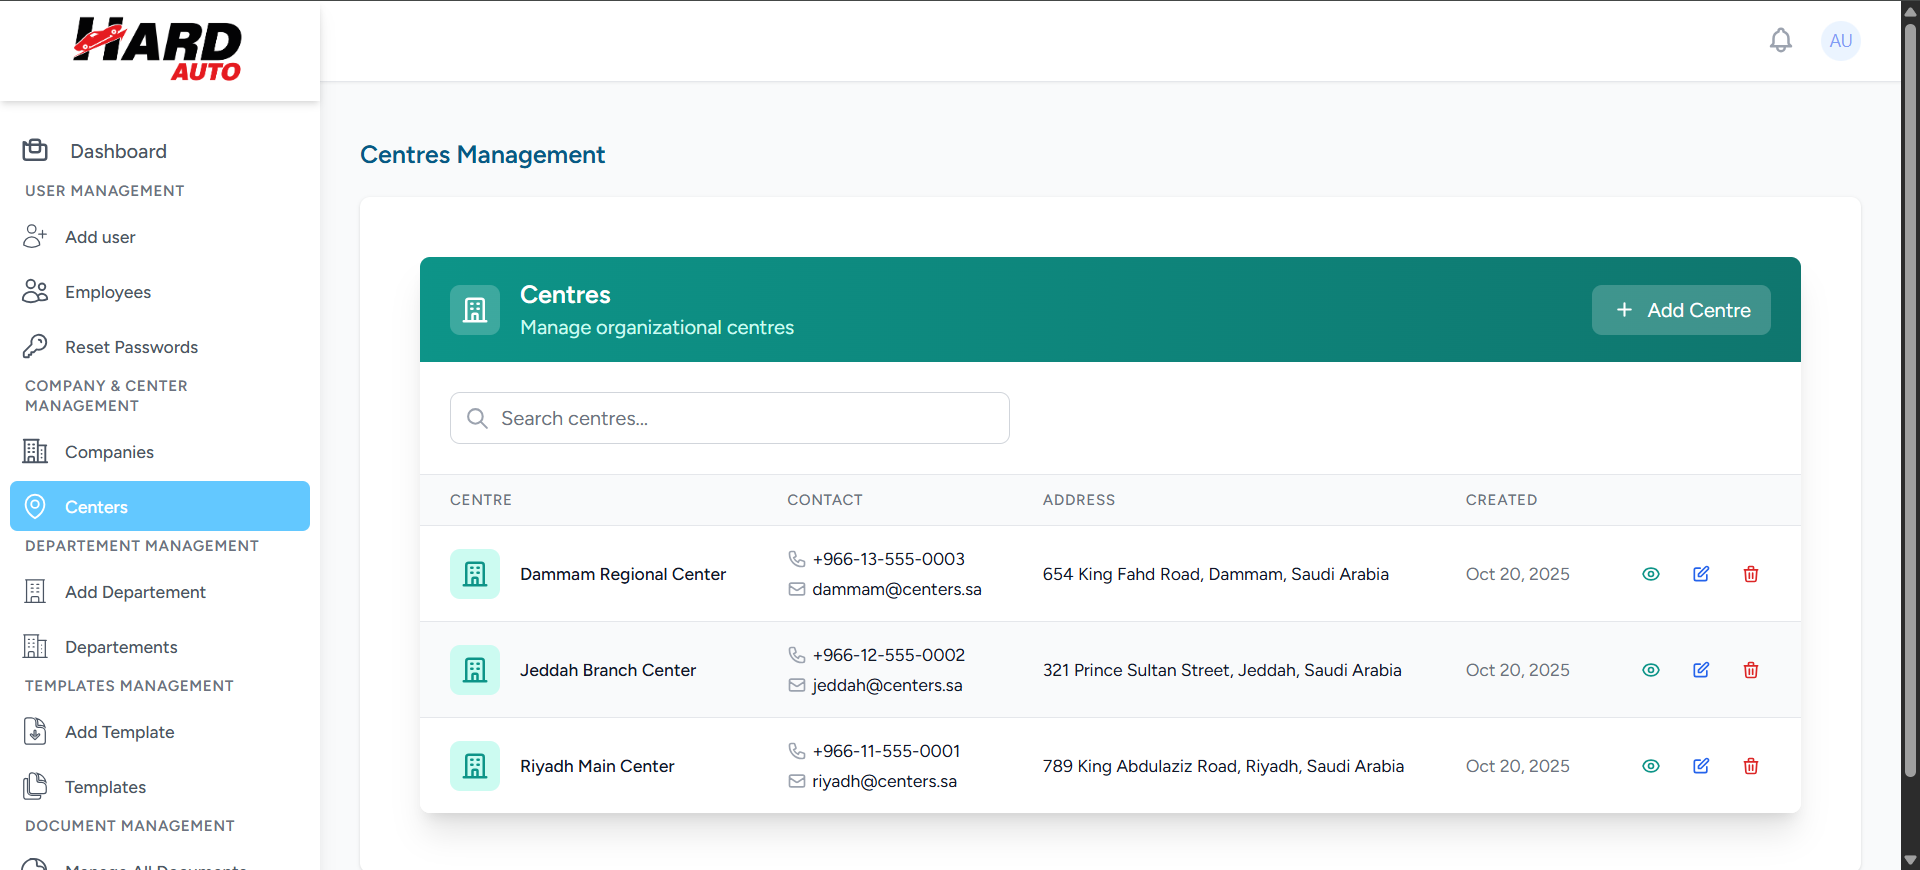 HARD
AUTO
AU
Dashboard
USER MANAGEMENT
Add user
Employees
Reset Passwords
COMPANY & CENTER
MANAGEMENT
Companies
Centers
DEPARTEMENT MANAGEMENT
Add Departement
Departements
TEMPLATES MANAGEMENT
Add Template
Templates
DOCUMENT MANAGEMENT
Manage All Documents
Centres Management
Centres
Manage organizational centres
+ Add Centre
Search centres...
CENTRE CONTACT ADDRESS CREATED
Dammam Regional Center
+966-13-555-0003
dammam@centers.sa
654 King Fahd Road, Dammam, Saudi Arabia
Oct 20, 2025
Jeddah Branch Center
+966-12-555-0002
jeddah@centers.sa
321 Prince Sultan Street, Jeddah, Saudi Arabia
Oct 20, 2025
Riyadh Main Center
+966-11-555-0001
riyadh@centers.sa
789 King Abdulaziz Road, Riyadh, Saudi Arabia
Oct 20, 2025